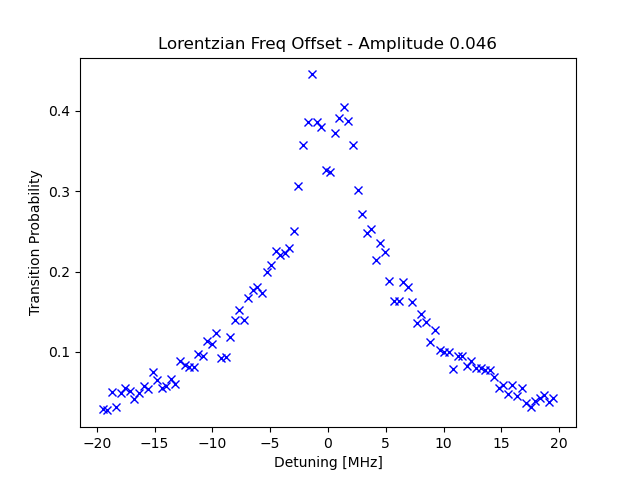 Lorentzian Freq Offset - Amplitude 0.046
Transition Probability
0.4
0.3
0.2
0.1
−20 −15 −10 −5 0 5 10 15 20
Detuning [MHz]